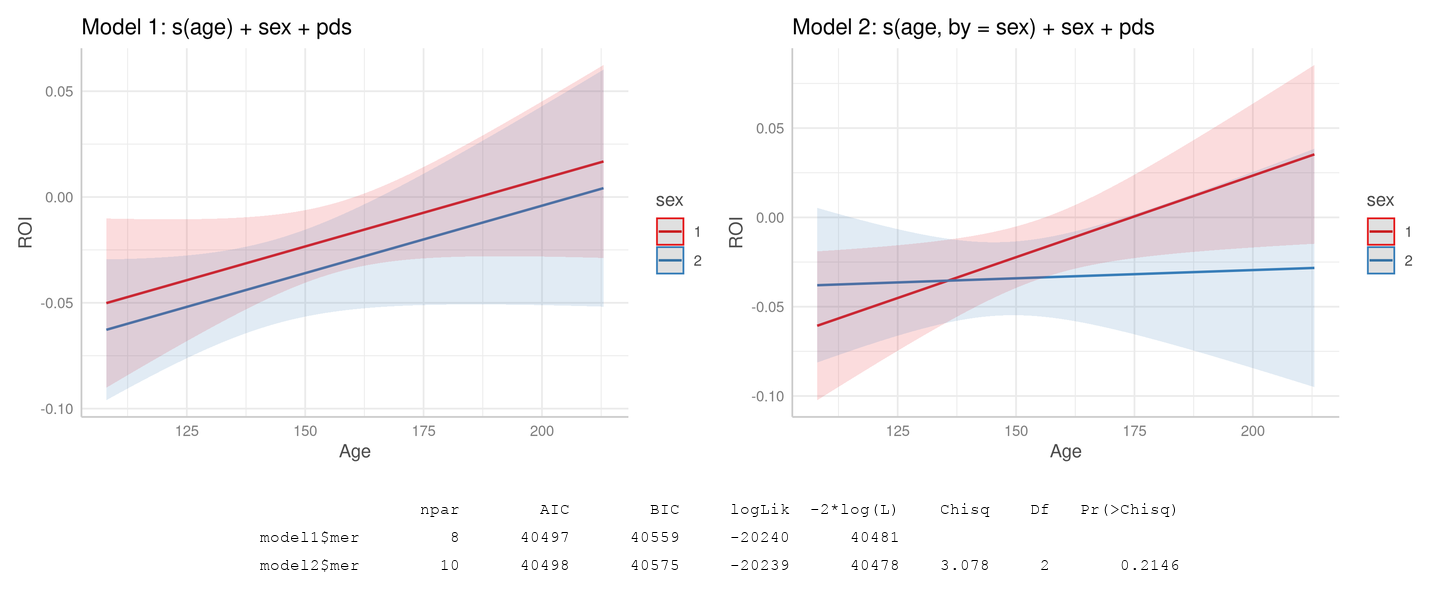 Model 1: s(age) + sex + pds
ROI
0.05
0.00
-0.05
-0.10
125 150 175 200
Age
sex
1
2
Model 2: s(age, by = sex) + sex + pds
ROI
0.05
0.00
-0.05
-0.10
125 150 175 200
Age
sex
1
2
npar AIC BIC logLik -2*log(L) Chisq Df Pr(>Chisq)
model1$mer 8 40497 40559 -20240 40481
model2$mer 10 40498 40575 -20239 40478 3.078 2 0.2146